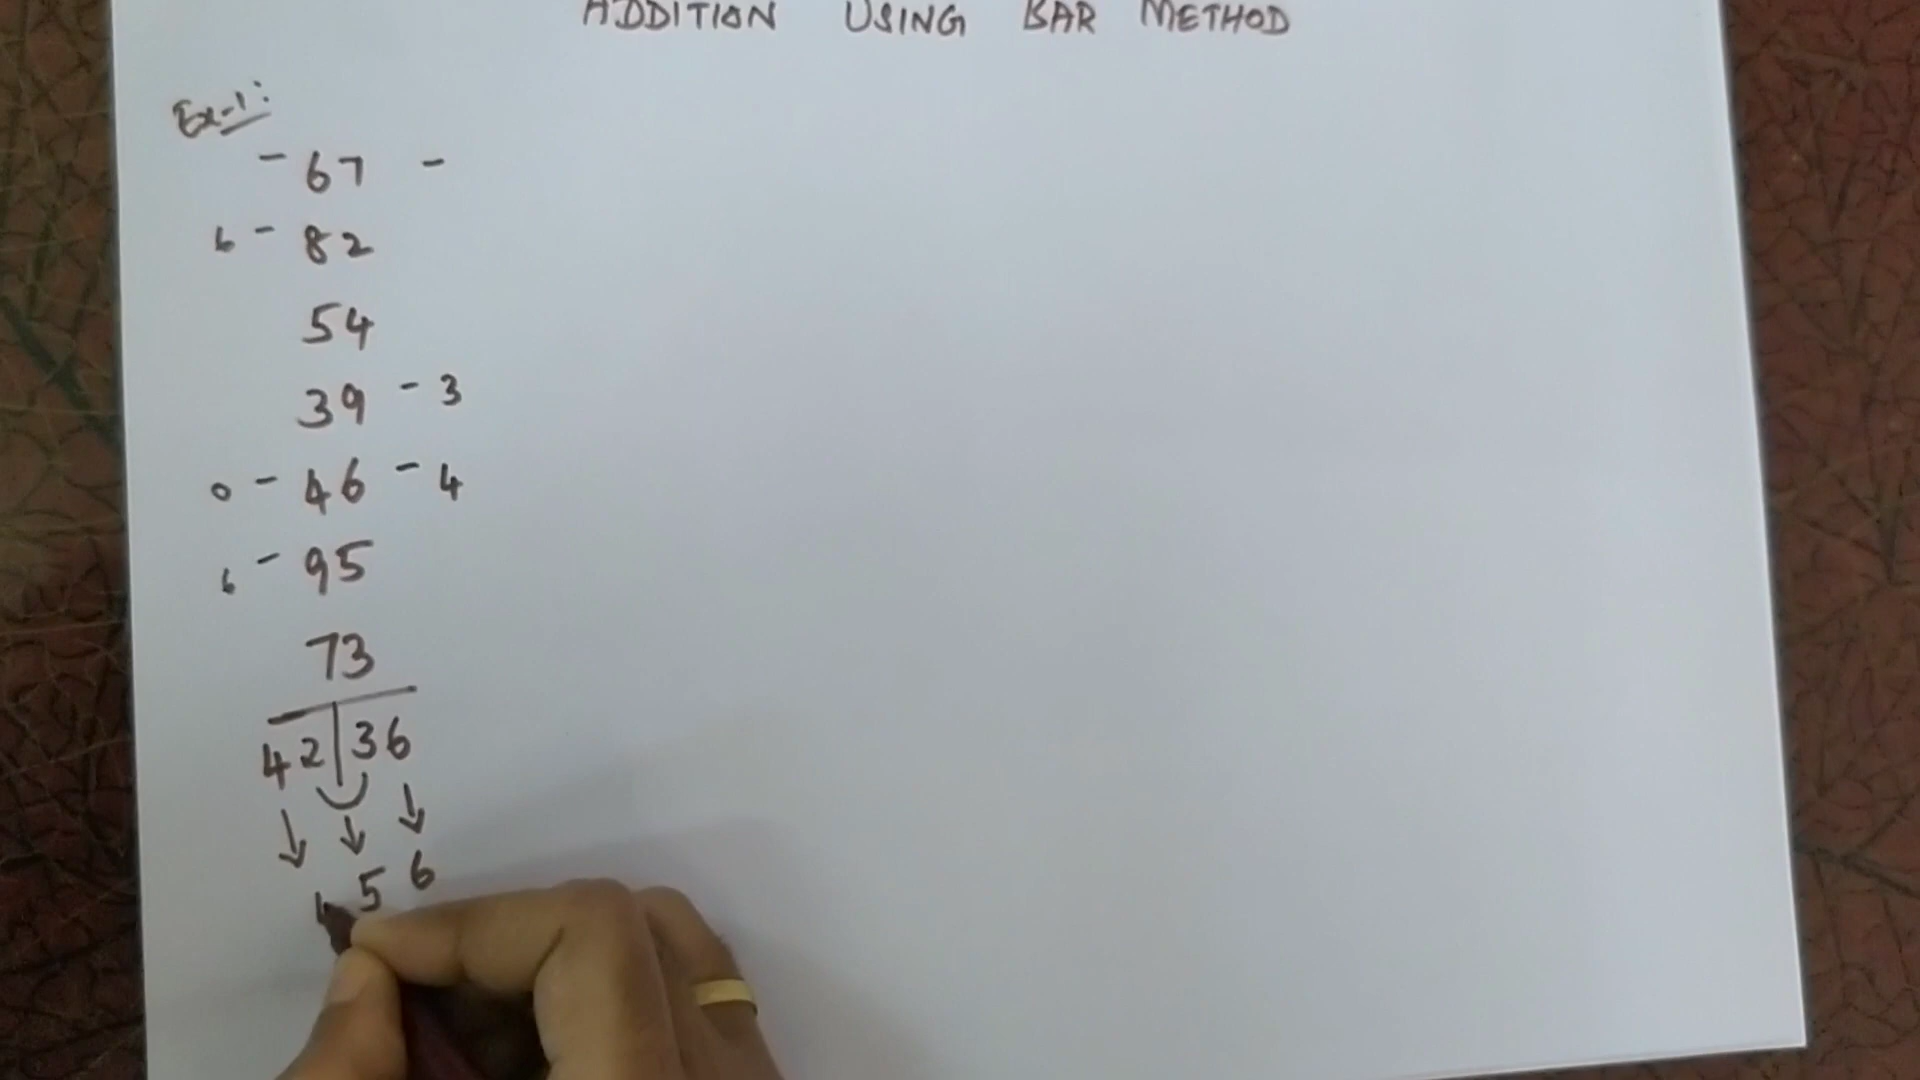 ADDITION USING BAR METHOD
Ex-1:
- 67 -
6 - 82
54
39 - 3
0 - 46 - 4
6 - 95
73
42|36
4 5 6